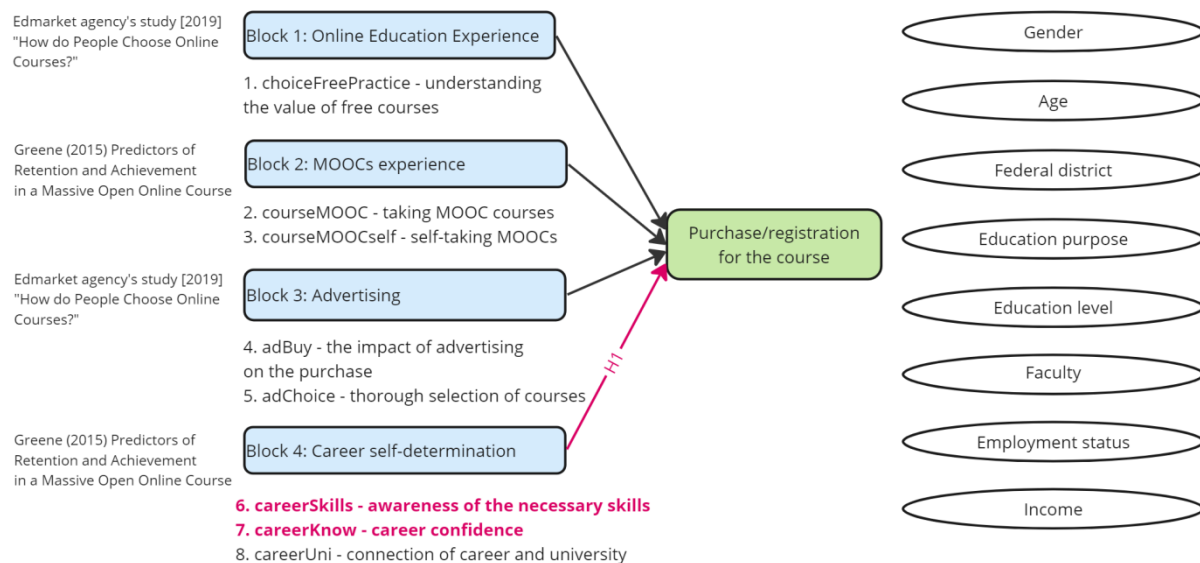 Edmarket agency's study [2019]
"How do People Choose Online
Courses?"
Block 1: Online Education Experience
1. choiceFreePractice - understanding
the value of free courses
Greene (2015) Predictors of
Retention and Achievement
in a Massive Open Online Course
Block 2: MOOCs experience
2. courseMOOC - taking MOOC courses
3. courseMOOCself - self-taking MOOCs
Edmarket agency's study [2019]
"How do People Choose Online
Courses?"
Block 3: Advertising
4. adBuy - the impact of advertising
on the purchase
5. adChoice - thorough selection of courses
Greene (2015) Predictors of
Retention and Achievement
in a Massive Open Online Course
Block 4: Career self-determination
6. careerSkills - awareness of the necessary skills
7. careerKnow - career confidence
8. careerUni - connection of career and university
H1
Purchase/registration
for the course
Gender
Age
Federal district
Education purpose
Education level
Faculty
Employment status
Income